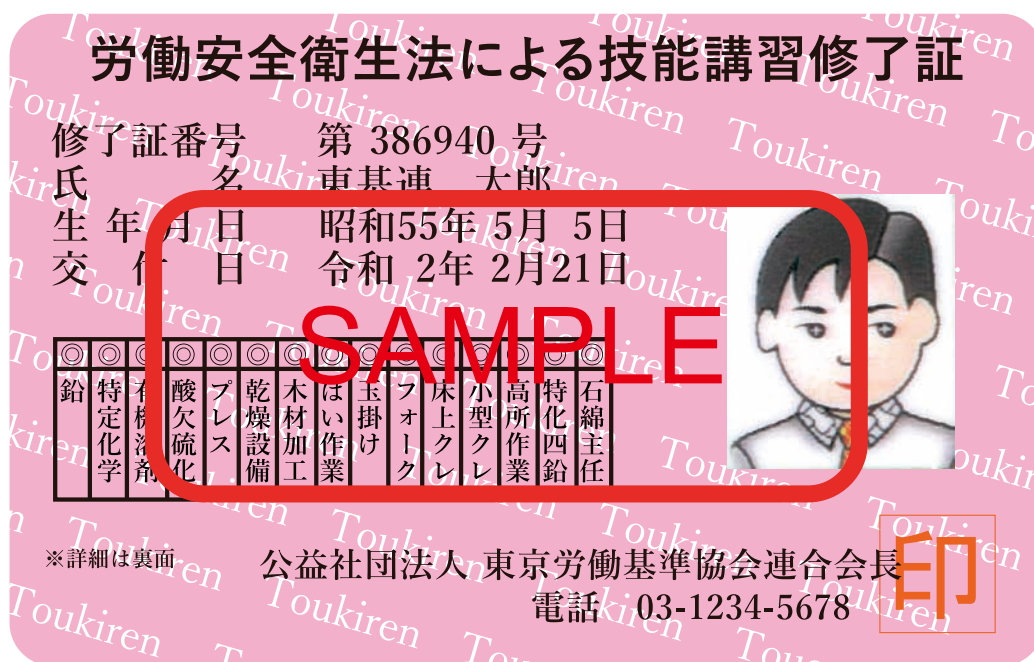 労働安全衛生法による技能講習修了証
修了証番号 第 386940 号
氏名 東基連 太郎
生年月日 昭和55年 5月 5日
交付日 令和 2年 2月21日
SAMPLE
◎ ◎ ◎ ◎ ◎ ◎ ◎ ◎ ◎ ◎ ◎ ◎ ◎ ◎ ◎
鉛
特定化学
有機溶剤
酸欠硫化
プレス
乾燥設備
木材加工
はい作業
玉掛け
フォーク
床上クレ
小型クレ
高所作業
特化四鉛
石綿主任
※詳細は裏面
公益社団法人 東京労働基準協会連合会長
印
電話 03-1234-5678
Toukiren